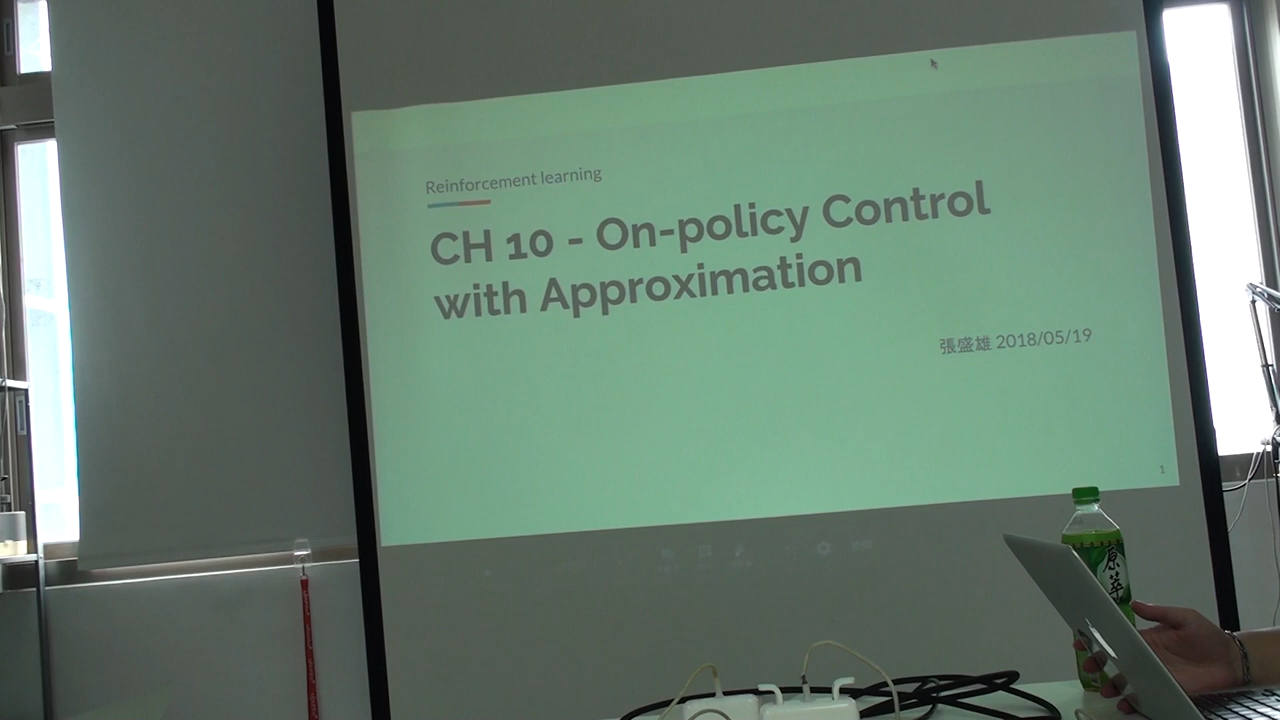 Reinforcement learning
CH 10 - On-policy Control
with Approximation
張盛雄 2018/05/19
1
原萃